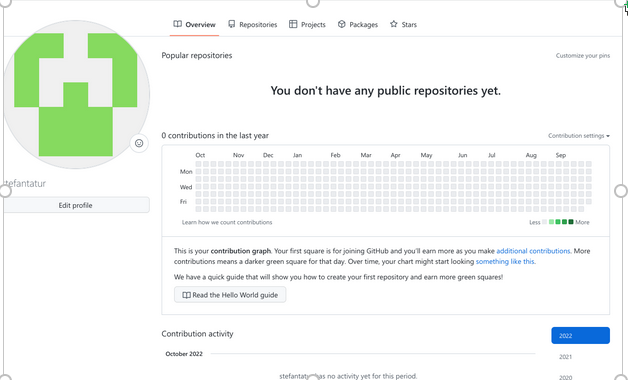 Overview Repositories Projects Packages Stars
Popular repositories Customize your pins
You don't have any public repositories yet.
0 contributions in the last year Contribution settings
Oct Nov Dec Jan Feb Mar Apr May Jun Jul Aug Sep
Mon
Wed
Fri
Learn how we count contributions Less More
tefantatur
Edit profile
This is your contribution graph. Your first square is for joining GitHub and you'll earn more as you make additional contributions. More
contributions means a darker green square for that day. Over time, your chart might start looking something like this.
We have a quick guide that will show you how to create your first repository and earn more green squares!
Read the Hello World guide
Contribution activity
2022
2021
2020
October 2022
has no activity yet for this period.